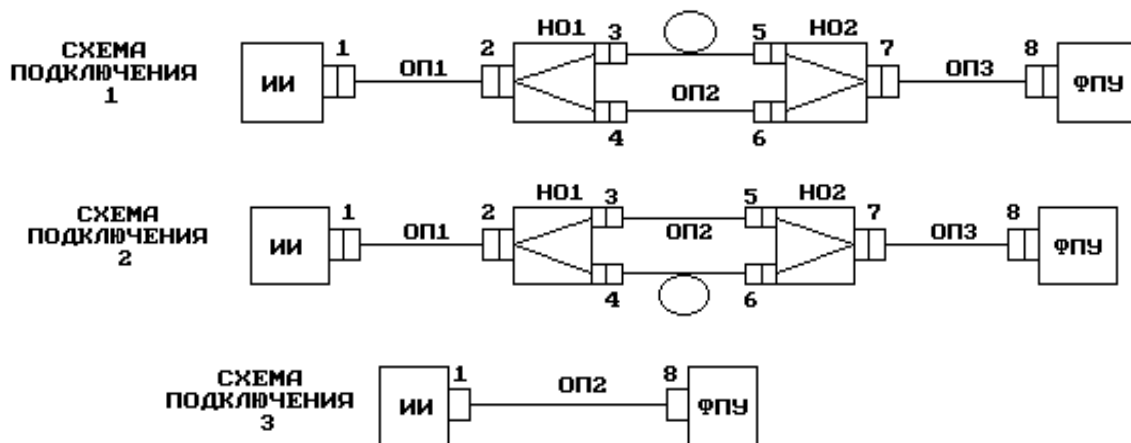 СХЕМА
ПОДКЛЮЧЕНИЯ
1
ИИ
1
ОП1
2
НО1
3
4
ОП2
5
6
НО2
7
ОП3
8
ФПУ
СХЕМА
ПОДКЛЮЧЕНИЯ
2
ИИ
1
ОП1
2
НО1
3
4
ОП2
5
6
НО2
7
ОП3
8
ФПУ
СХЕМА
ПОДКЛЮЧЕНИЯ
3
ИИ
1
ОП2
8
ФПУ